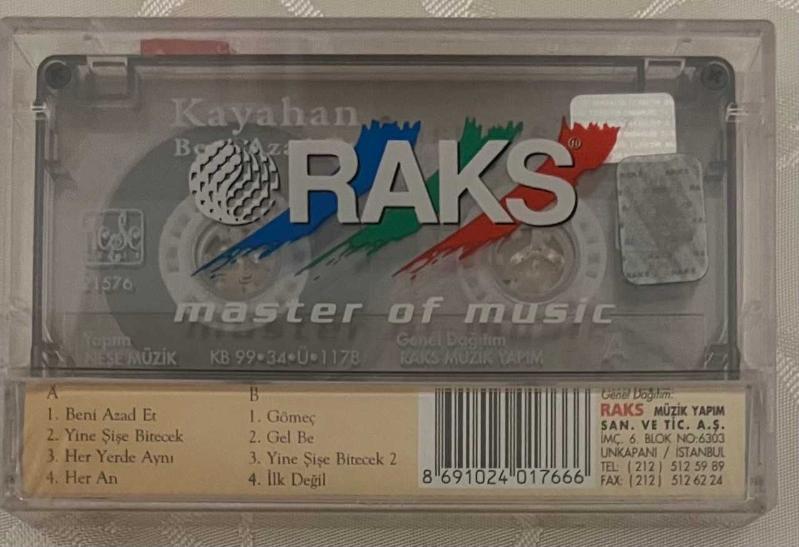 Kayahan
RAKS
®
21576
master of music
Yapım
NEŞE MÜZİK
KB 99•34•Ü•1178
Genel Dağıtım
RAKS MÜZİK YAPIM
A
A
1. Beni Azad Et
2. Yine Şişe Bitecek
3. Her Yerde Aynı
4. Her An
B
1. Gömeç
2. Gel Be
3. Yine Şişe Bitecek 2
4. İlk Değil
8 691024 017666
Genel Dağıtım:
RAKS MÜZİK YAPIM
SAN. VE TİC. A.Ş.
İMÇ. 6. BLOK NO:6303
UNKAPANI / İSTANBUL
TEL: (212) 512 59 89
FAX: (212) 512 62 24